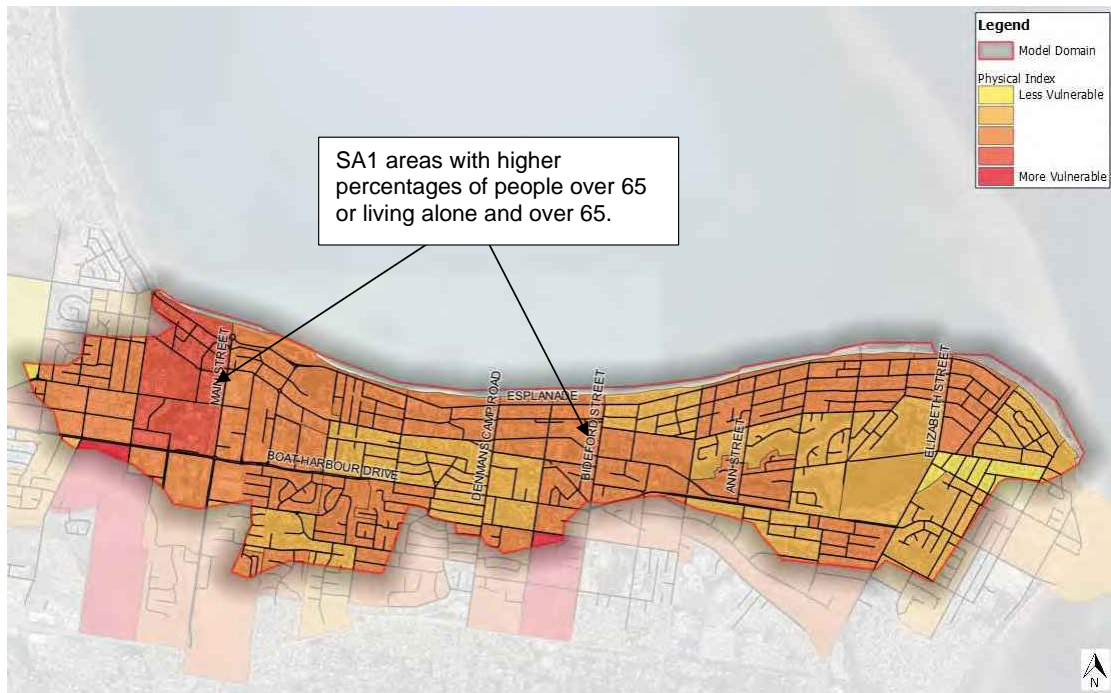 Legend
Model Domain
Physical Index
Less Vulnerable
More Vulnerable
SA1 areas with higher
percentages of people over 65
or living alone and over 65.
MAIN STREET
ESPLANADE
DENMANS CAMP ROAD
BIDEFORD STREET
ELIZABETH STREET
ANN STREET
BOAT HARBOUR DRIVE
N